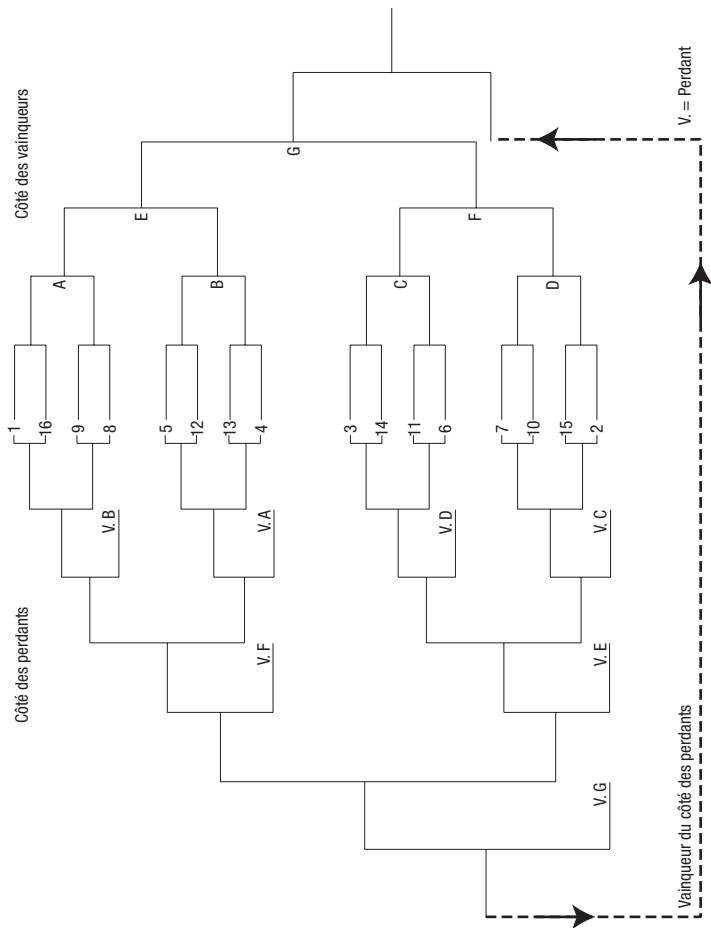 Côté des perdants
Côté des vainqueurs
1
16
9
8
5
12
13
4
3
14
11
6
7
10
15
2
A
B
C
D
E
F
G
V. B
V. A
V. D
V. C
V. F
V. E
V. G
Vainqueur du côté des perdants
V. = Perdant